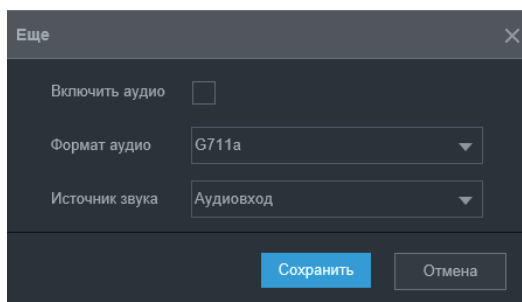 Еще
Включить аудио
Формат аудио G711a
Источник звука Аудиовход
Сохранить Отмена